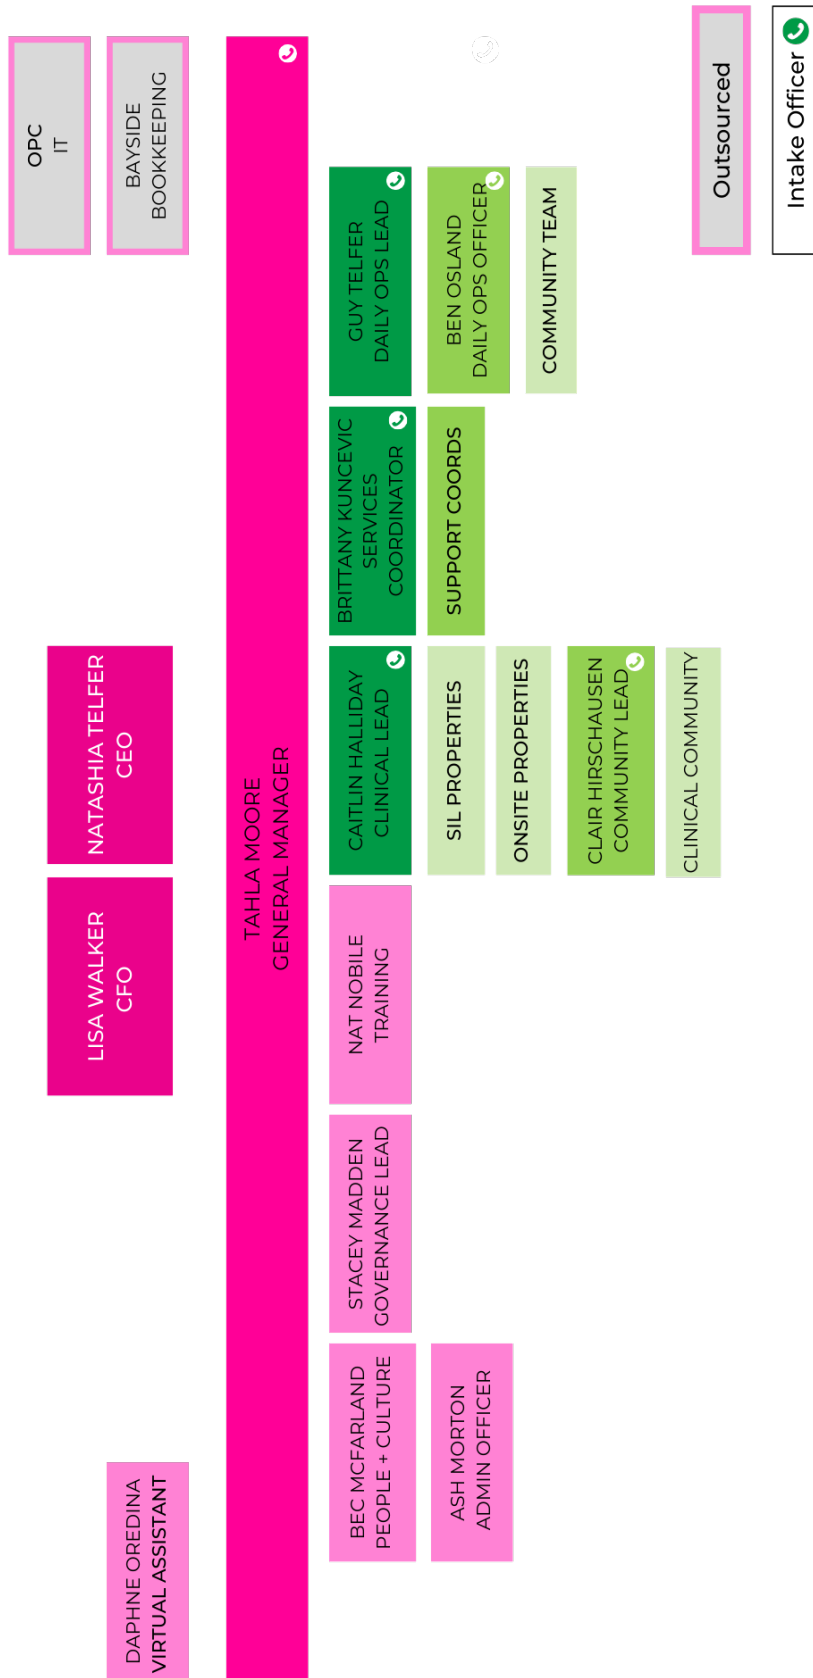 DAPHNE OREDINA
VIRTUAL ASSISTANT
LISA WALKER
CFO
NATASHIA TELFER
CEO
OPC
IT
BAYSIDE
BOOKKEEPING
TAHLA MOORE
GENERAL MANAGER
BEC MCFARLAND
PEOPLE + CULTURE
ASH MORTON
ADMIN OFFICER
STACEY MADDEN
GOVERNANCE LEAD
NAT NOBILE
TRAINING
CAITLIN HALLIDAY
CLINICAL LEAD
SIL PROPERTIES
ONSITE PROPERTIES
CLAIR HIRSCHAUSEN
COMMUNITY LEAD
CLINICAL COMMUNITY
BRITTANY KUNCEVIC
SERVICES
COORDINATOR
SUPPORT COORDS
GUY TELFER
DAILY OPS LEAD
BEN OSLAND
DAILY OPS OFFICER
COMMUNITY TEAM
Outsourced
Intake Officer